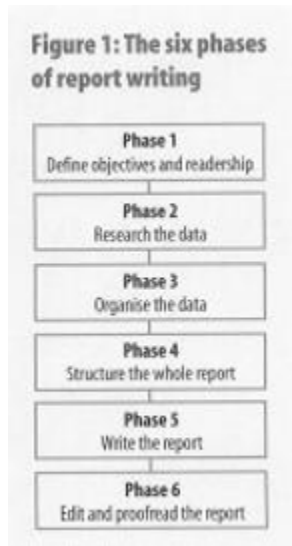 Figure 1: The six phases
of report writing
Phase 1
Define objectives and readership
Phase 2
Research the data
Phase 3
Organise the data
Phase 4
Structure the whole report
Phase 5
Write the report
Phase 6
Edit and proofread the report